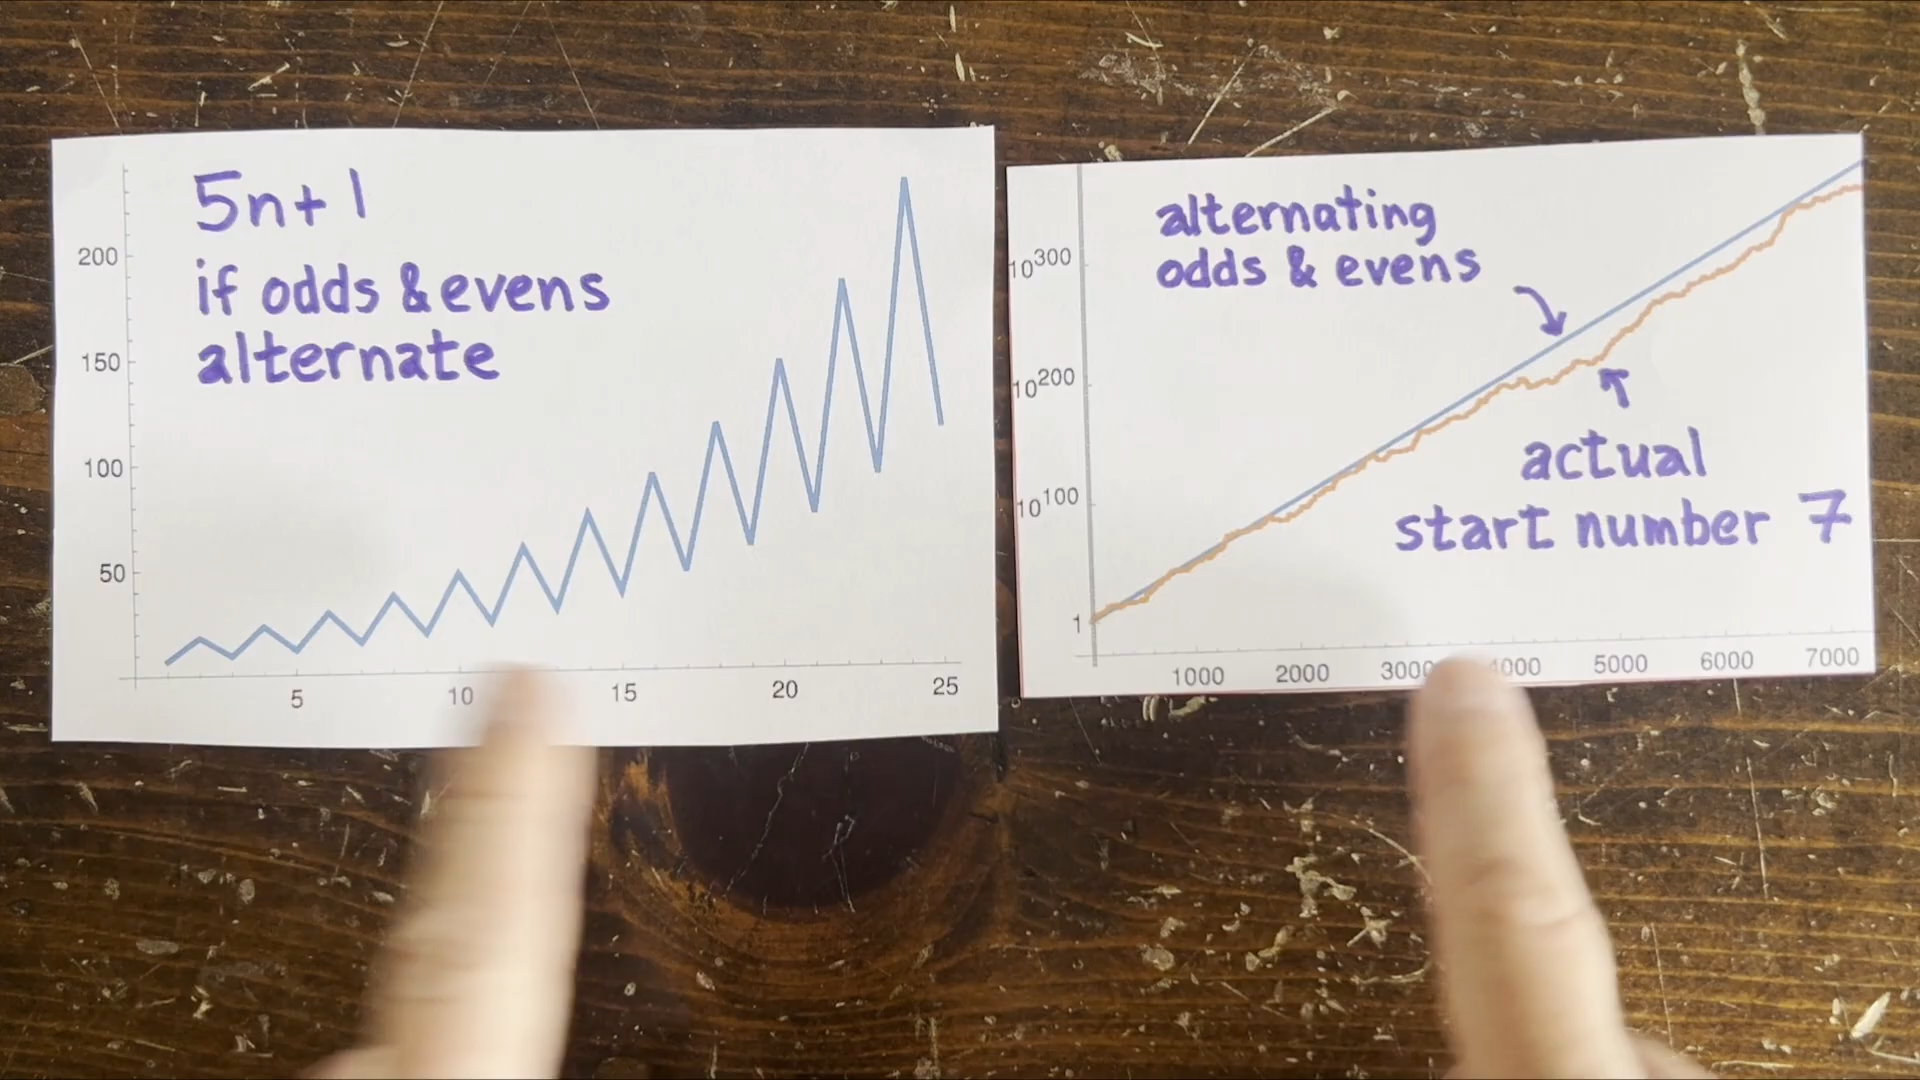 5n+1
if odds & evens
alternate
200
150
100
50
5 10 15 20 25
alternating
odds & evens
actual
start number 7
10^300
10^200
10^100
1
1000 2000 3000 4000 5000 6000 7000